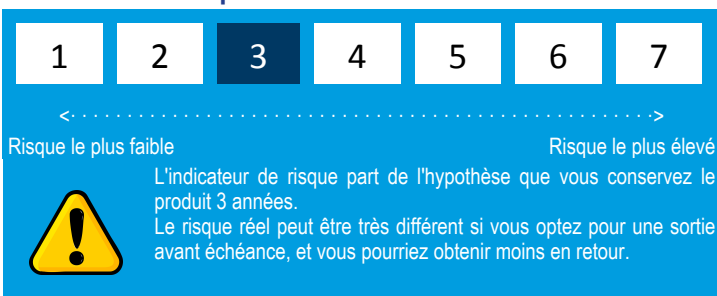 1 2 3 4 5 6 7
<· · · · · · · · · · · · · · · · · · · · · · · · · · · · · · · · · · · · · · · · · · · · · · · · · · · ·>
Risque le plus faible Risque le plus élevé
L'indicateur de risque part de l'hypothèse que vous conservez le
produit 3 années.
Le risque réel peut être très différent si vous optez pour une sortie
avant échéance, et vous pourriez obtenir moins en retour.